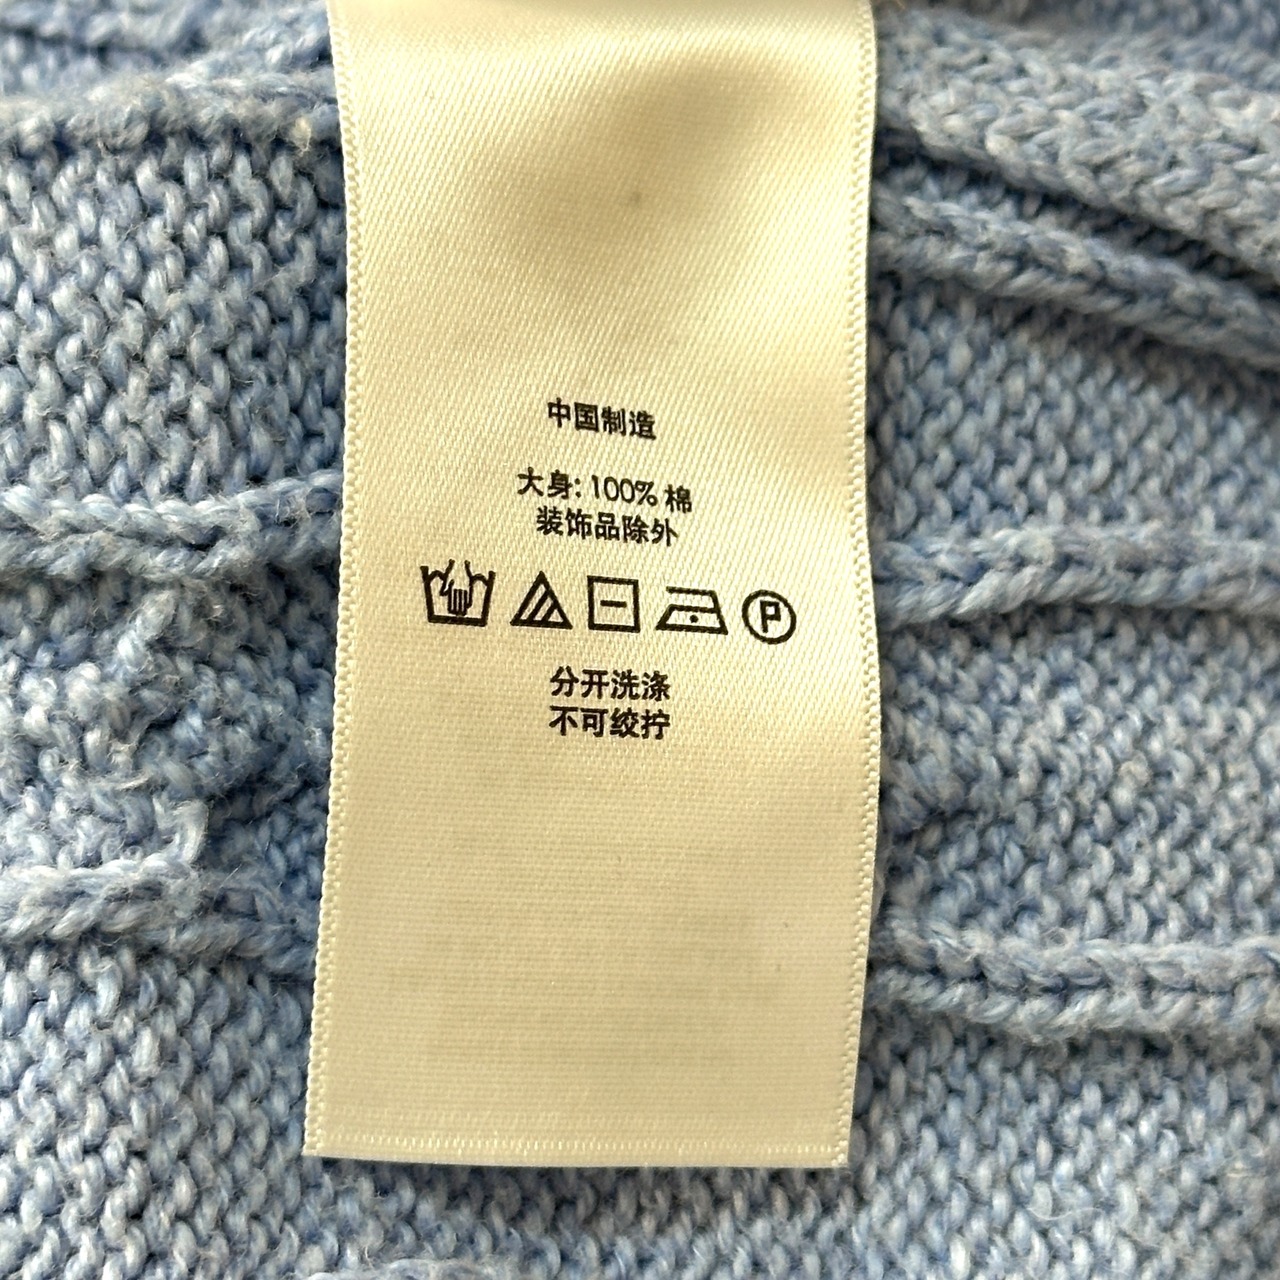 中国制造
大身: 100% 棉
装饰品除外
P
分开洗涤
不可绞拧